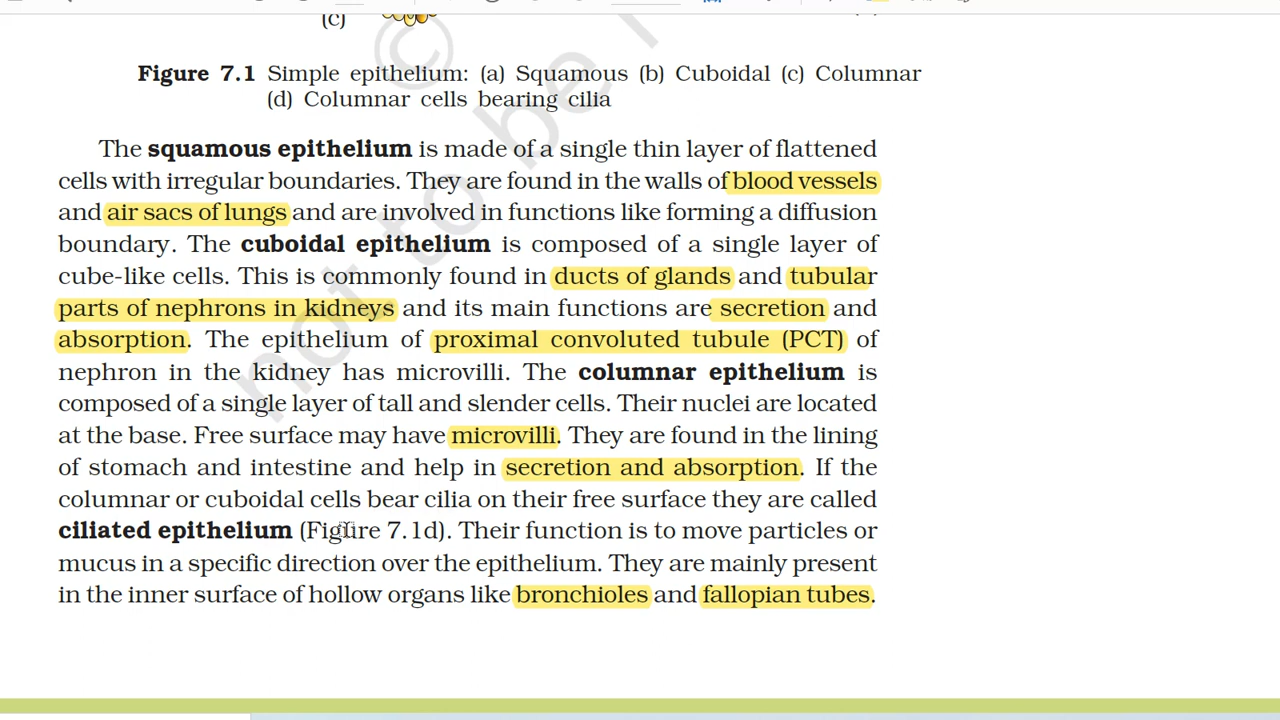 (c)
Figure 7.1 Simple epithelium: (a) Squamous (b) Cuboidal (c) Columnar
(d) Columnar cells bearing cilia
The squamous epithelium is made of a single thin layer of flattened
cells with irregular boundaries. They are found in the walls of blood vessels
and air sacs of lungs and are involved in functions like forming a diffusion
boundary. The cuboidal epithelium is composed of a single layer of
cube-like cells. This is commonly found in ducts of glands and tubular
parts of nephrons in kidneys and its main functions are secretion and
absorption. The epithelium of proximal convoluted tubule (PCT) of
nephron in the kidney has microvilli. The columnar epithelium is
composed of a single layer of tall and slender cells. Their nuclei are located
at the base. Free surface may have microvilli. They are found in the lining
of stomach and intestine and help in secretion and absorption. If the
columnar or cuboidal cells bear cilia on their free surface they are called
ciliated epithelium (Figure 7.1d). Their function is to move particles or
mucus in a specific direction over the epithelium. They are mainly present
in the inner surface of hollow organs like bronchioles and fallopian tubes.
© not to be